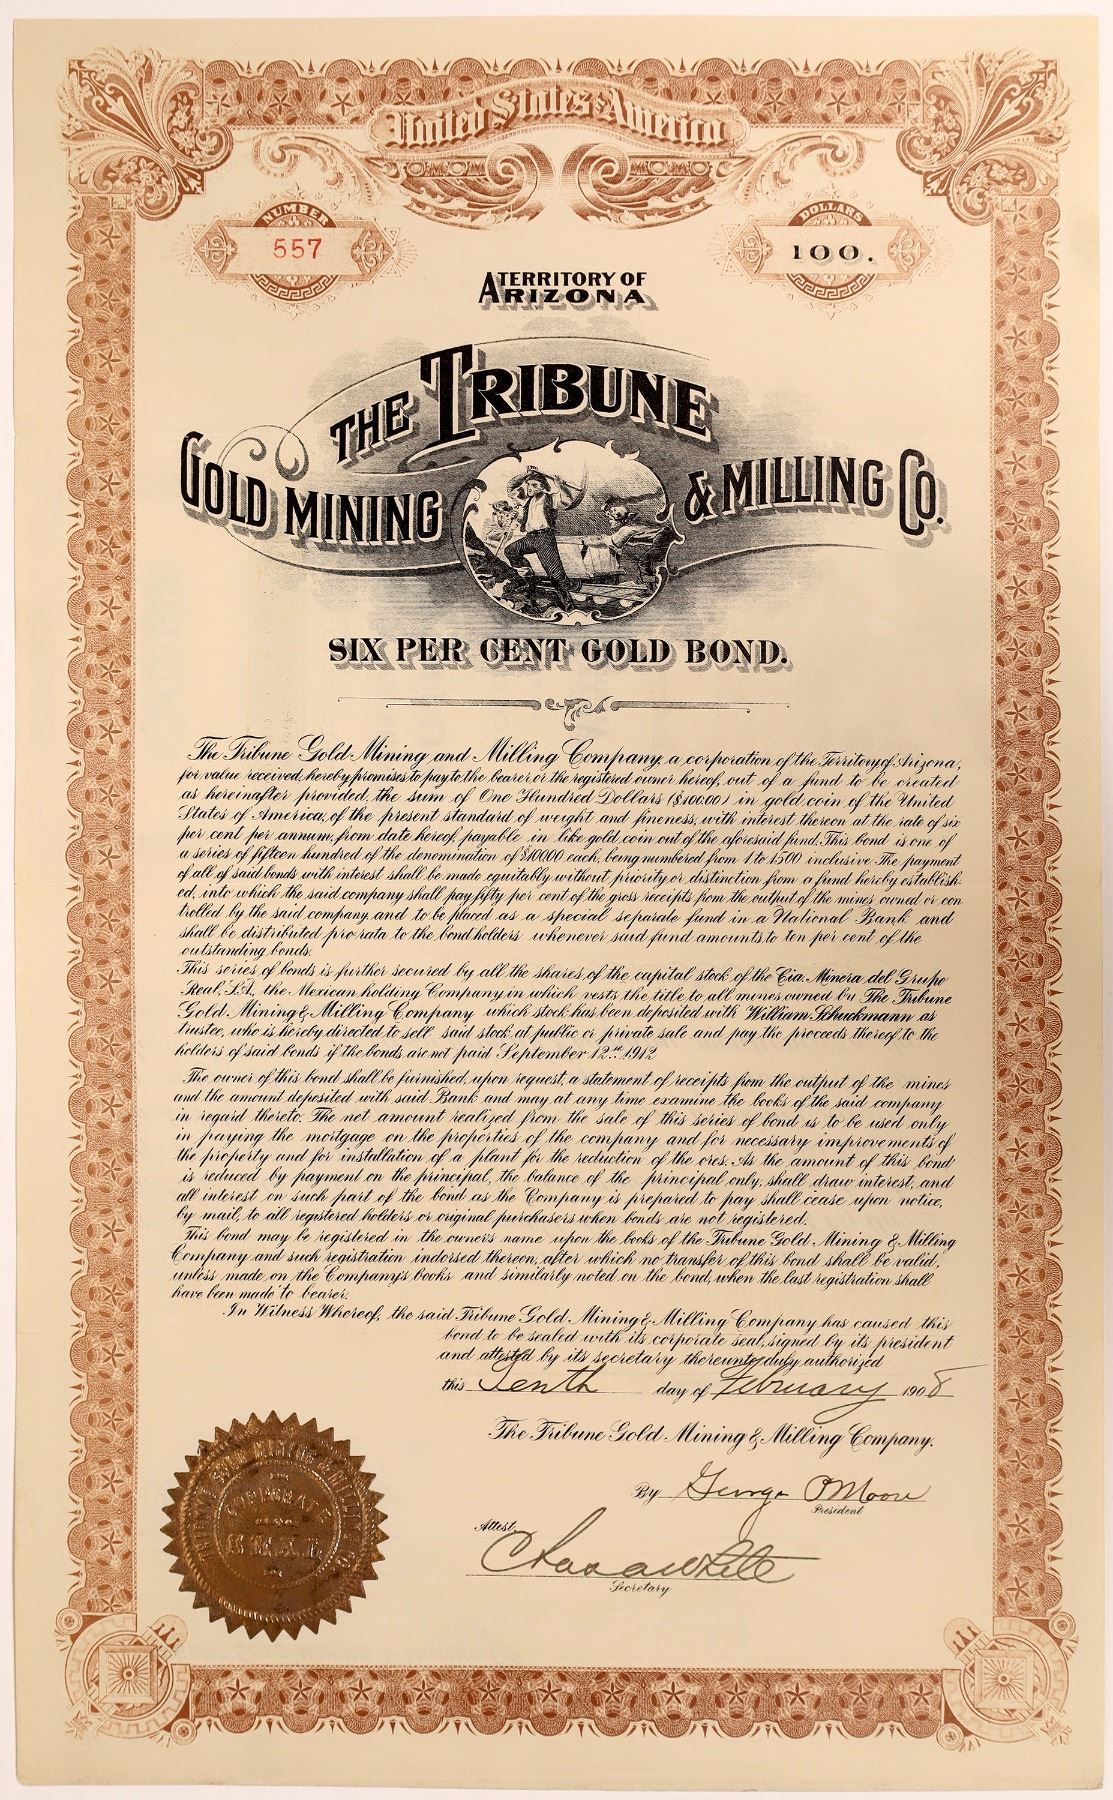 United States of America
NUMBER
557
DOLLARS
100.
TERRITORY OF
ARIZONA
THE TRIBUNE
GOLD MINING & MILLING CO.
SIX PER CENT GOLD BOND.
The Tribune Gold Mining and Milling Company, a corporation of the Territory of Arizona,
for value received, hereby promises to pay to the bearer or the registered owner hereof, out of a fund to be created
as hereinafter provided, the sum of One Hundred Dollars ($100.00) in gold coin of the United
States of America, of the present standard of weight and fineness, with interest thereon at the rate of six
per cent per annum, from date hereof, payable in like gold coin out of the aforesaid fund. This bond is one of
a series of fifteen hundred of the denomination of $100.00 each, being numbered from 1 to 1500 inclusive. The payment
of all of said bonds with interest shall be made equitably without priority or distinction from a fund hereby establish-
ed, into which the said company shall pay fifty per cent of the gross receipts from the output of the mines owned or con
trolled by the said company, and to be placed as a special separate fund in a National Bank and
shall be distributed pro rata to the bondholders whenever said fund amounts to ten per cent of the
outstanding bonds.
This series of bonds is further secured by all the shares, of the capital stock of the Cia. Minera del Grupo
Real, S.A. the Mexican holding Company in which vests the title to all mines owned by The Tribune
Gold Mining & Milling Company which stock has been deposited with William Schuckmann as
trustee, who is hereby directed to sell said stock at public or private sale and pay the proceeds thereof to the
holders of said bonds if the bonds are not paid September 12th 1912
The owner of this bond shall be furnished, upon request, a statement of receipts from the output of the mines
and the amount deposited with said Bank and may at any time examine the books of the said company
in regard thereto. The net amount realized from the sale of this series of bond is to be used only
in paying the mortgage on the properties of the company and for necessary improvements of
the property and for installation of a plant for the reduction of the ores. As the amount of this bond
is reduced by payment on the principal, the balance of the principal only, shall draw interest, and
all interest on such part of the bond as the Company is prepared to pay shall cease upon notice,
by mail, to all registered holders or original purchasers when bonds are not registered.
This bond may be registered in the owner's name upon the books of the Tribune Gold Mining & Milling
Company and such registration indorsed thereon, after which no transfer of this bond shall be valid,
unless made on the Company's books and similarly noted on the bond, when the last registration shall
have been made to bearer.
In Witness Whereof, the said Tribune Gold Mining & Milling Company has caused this
bond to be sealed with its corporate seal, signed by its president
and attested by its secretary thereunto duly authorized
this Tenth day of February 1908
The Tribune Gold Mining & Milling Company.
By George P Moore
President
Attest,
Chas a White
Secretary
TRIBUNE GOLD MINING & MILLING CO.
CORPORATE
SEAL